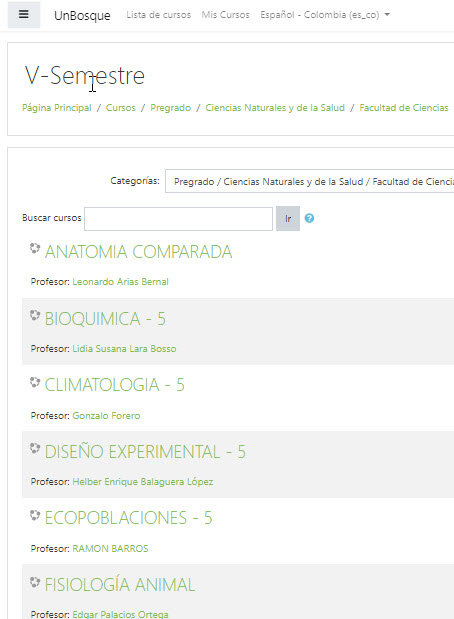 UnBosque Lista de cursos Mis Cursos Español - Colombia (es_co)
V-Semestre
Página Principal / Cursos / Pregrado / Ciencias Naturales y de la Salud / Facultad de Ciencias
Categorías: Pregrado / Ciencias Naturales y de la Salud / Facultad de Ciencia
Buscar cursos Ir ?
ANATOMIA COMPARADA
Profesor: Leonardo Arias Bernal
BIOQUIMICA - 5
Profesor: Lidia Susana Lara Bosso
CLIMATOLOGIA - 5
Profesor: Gonzalo Forero
DISEÑO EXPERIMENTAL - 5
Profesor: Helber Enrique Balaguera López
ECOPOBLACIONES - 5
Profesor: RAMON BARROS
FISIOLOGÍA ANIMAL
Profesor: Edgar Palacios Ortega